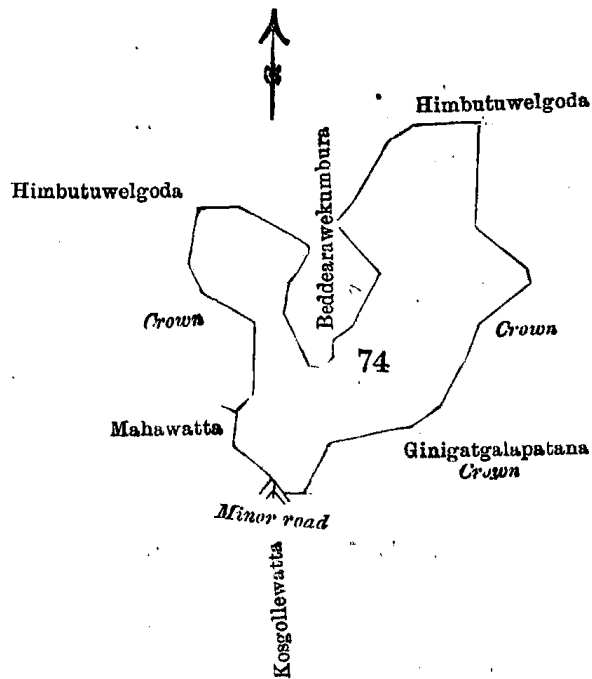 Himbutuwelgoda
Himbutuwelgoda
Beddearawekumbura
Crown
Crown
74
Mahawatta
Ginigatgalapatana
Crown
Minor road
Kosgollewatta